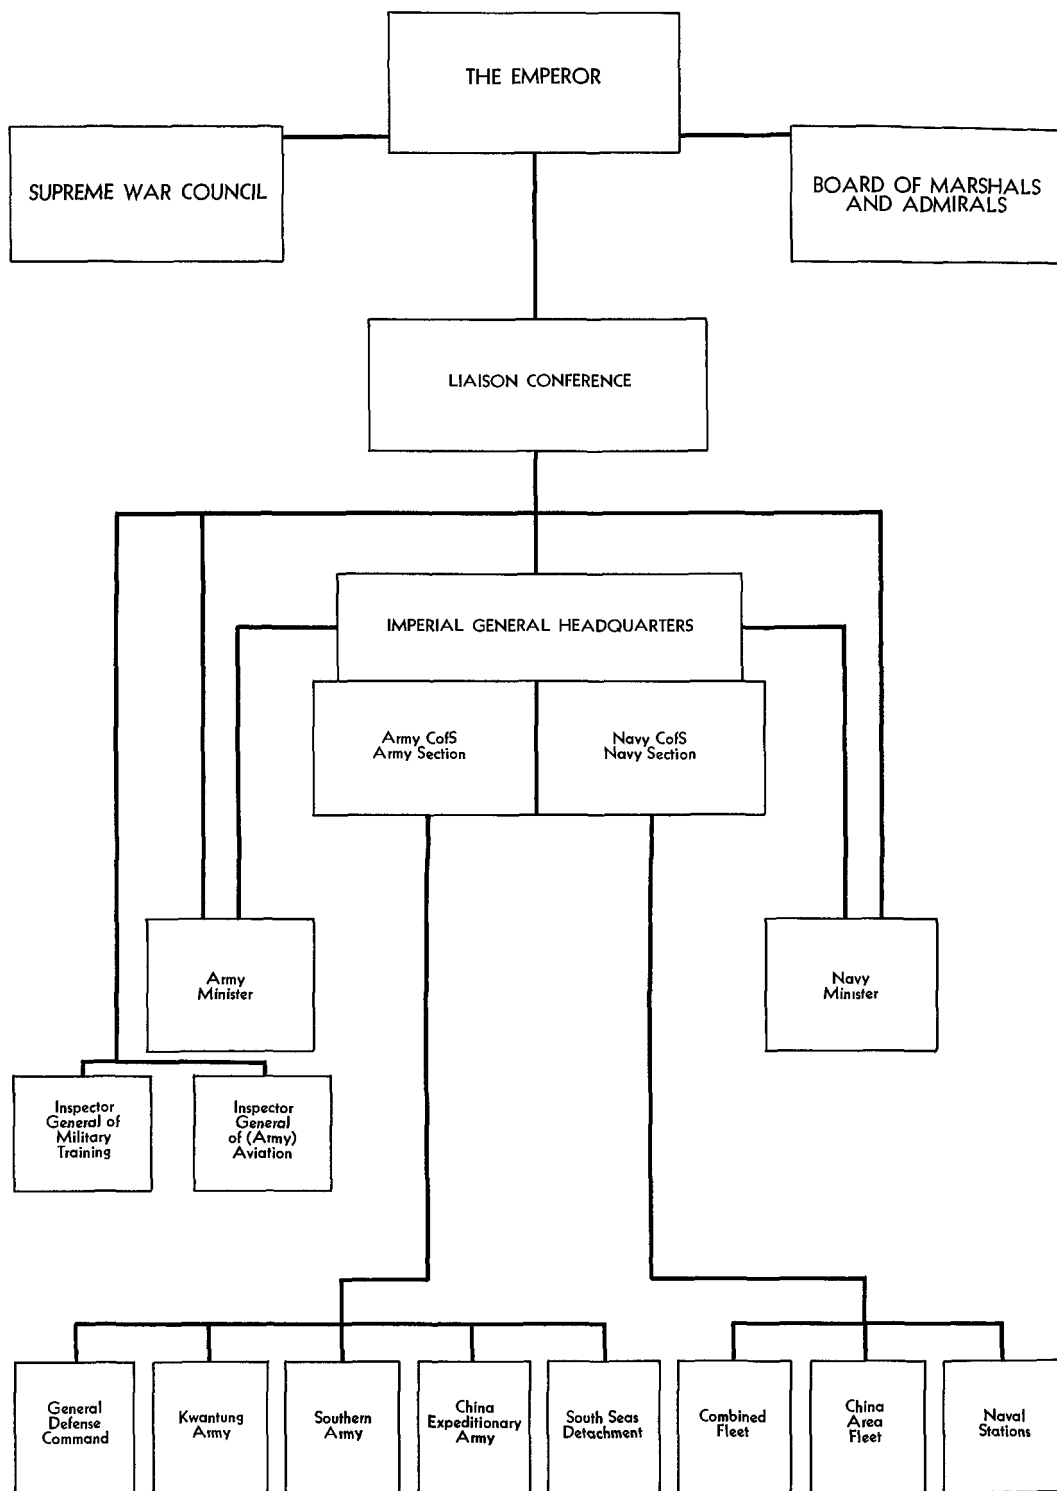 THE EMPEROR
SUPREME WAR COUNCIL
BOARD OF MARSHALS
AND ADMIRALS
LIAISON CONFERENCE
IMPERIAL GENERAL HEADQUARTERS
Army CofS
Army Section
Navy CofS
Navy Section
Army
Minister
Navy
Minister
Inspector
General of
Military
Training
Inspector
General
of (Army)
Aviation
General
Defense
Command
Kwantung
Army
Southern
Army
China
Expeditionary
Army
South Seas
Detachment
Combined
Fleet
China
Area
Fleet
Naval
Stations